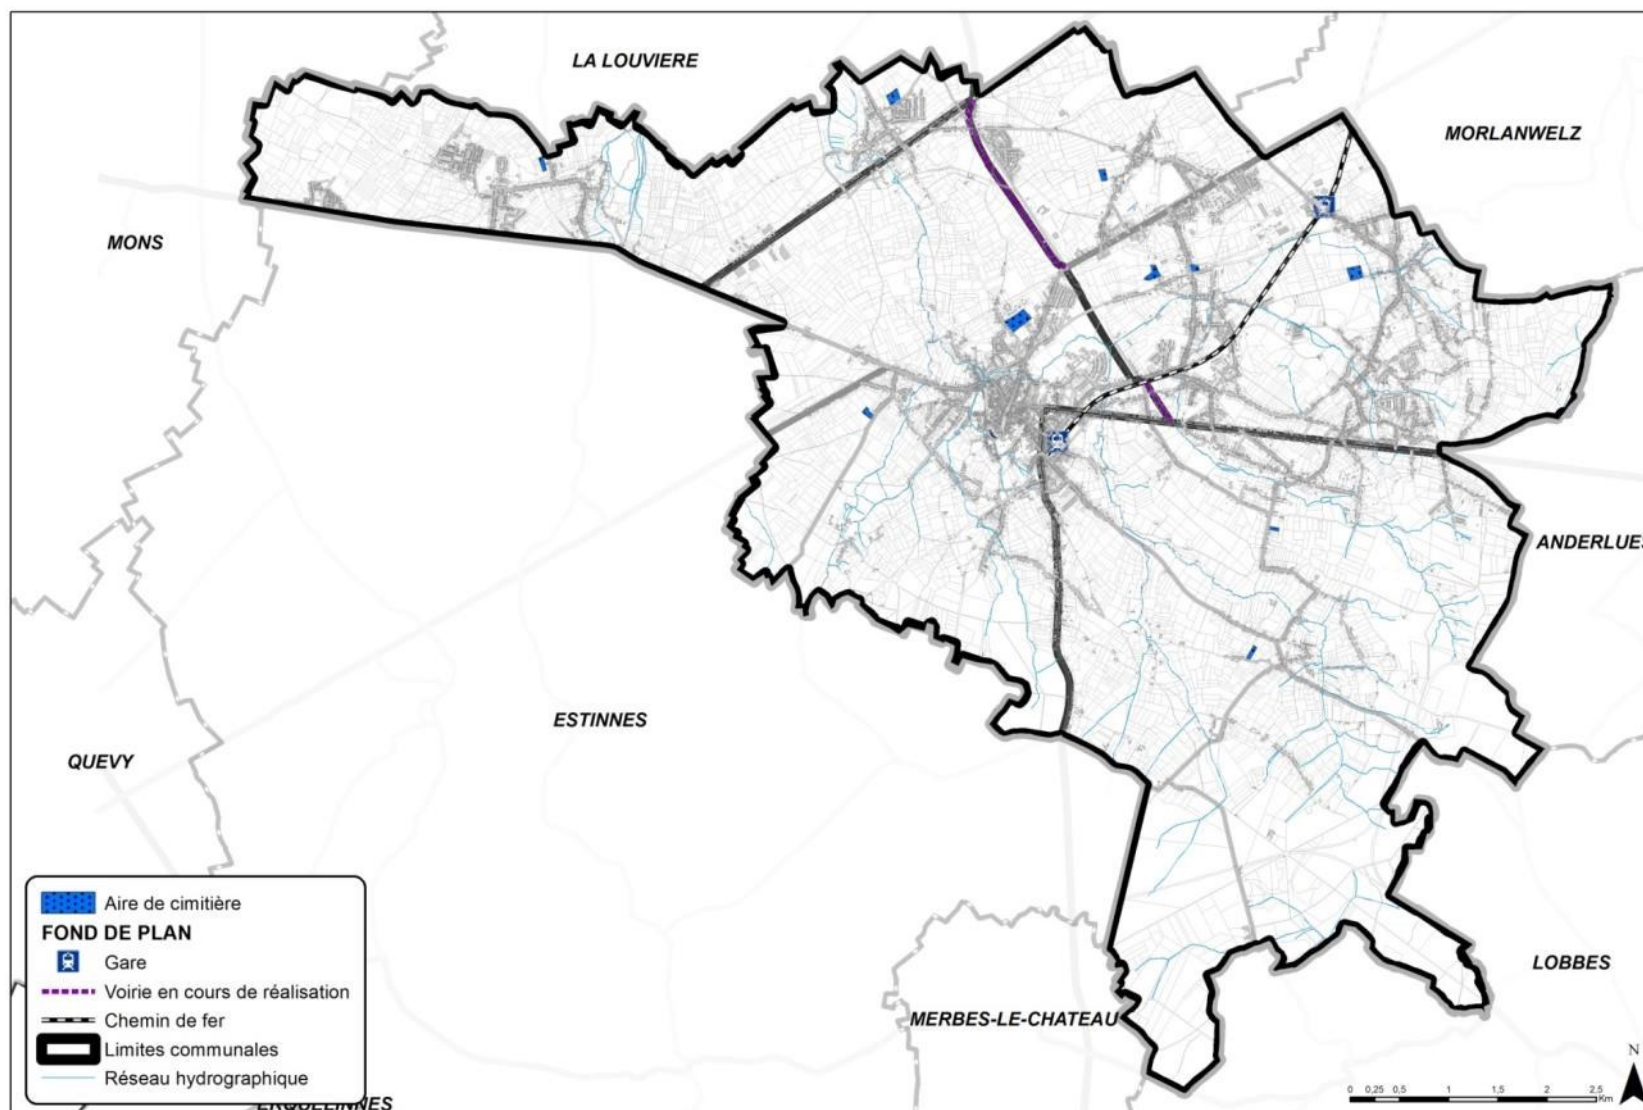 LA LOUVIERE
MORLANWELZ
MONS
ANDERLUES
ESTINNES
QUEVY
LOBBES
MERBES-LE-CHATEAU
Aire de cimitière
FOND DE PLAN
Gare
Voirie en cours de réalisation
Chemin de fer
Limites communales
Réseau hydrographique
ERQUELINNES
N
0 0,25 0,5 1 1,5 2 2,5
Km